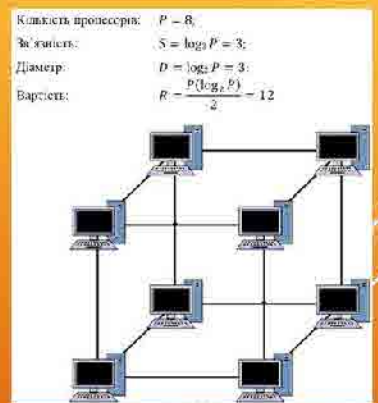 Кількість процесорів: P = 8;
Зв'язність: S = log₂ P = 3;
Діаметр: D = log₂ P = 3;
Вартість: R = P(log₂ P) / 2 = 12